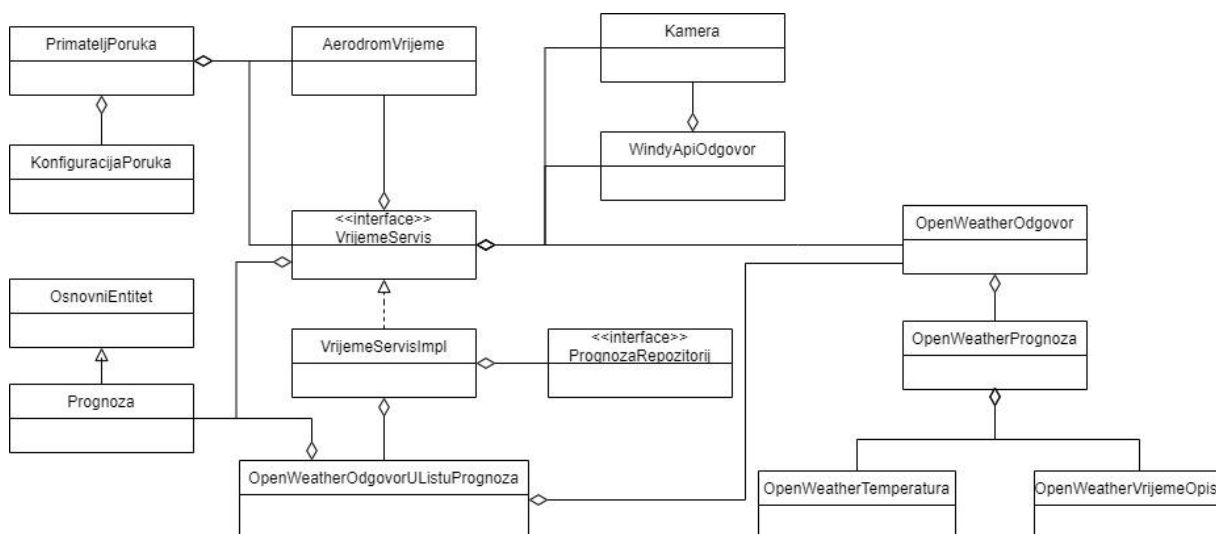 PrimateljPoruka
AerodromVrijeme
Kamera
KonfiguracijaPoruka
WindyApiOdgovor
<<interface>>
VrijemeServis
OpenWeatherOdgovor
OsnovniEntitet
VrijemeServisImpl
<<interface>>
PrognozaRepozitorij
OpenWeatherPrognoza
Prognoza
OpenWeatherOdgovorUListuPrognoza
OpenWeatherTemperatura
OpenWeatherVrijemeOpis